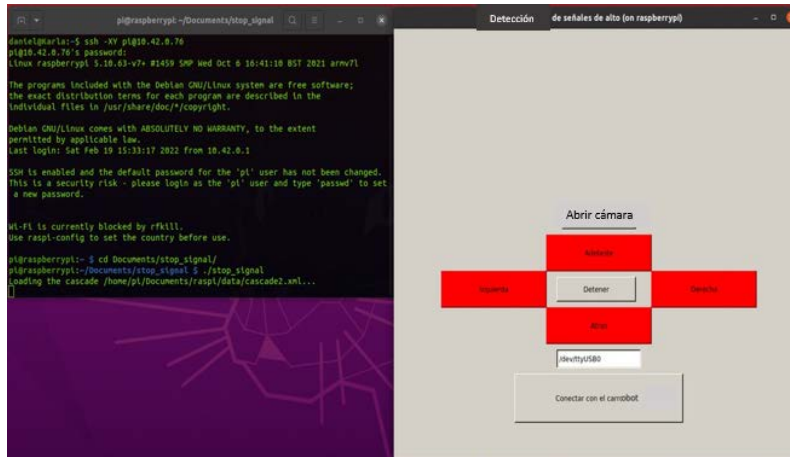 pi@raspberrypi: ~/Documents/stop_signal
daniel@Karla:~$ ssh -XY pi@10.42.0.76
pi@10.42.0.76's password:
Linux raspberrypi 5.10.63-v7+ #1459 SMP Wed Oct 6 16:41:10 BST 2021 armv7l
The programs included with the Debian GNU/Linux system are free software;
the exact distribution terms for each program are described in the
individual files in /usr/share/doc/*/copyright.
Debian GNU/Linux comes with ABSOLUTELY NO WARRANTY, to the extent
permitted by applicable law.
Last login: Sat Feb 19 15:33:17 2022 from 10.42.0.1
SSH is enabled and the default password for the 'pi' user has not been changed.
This is a security risk - please login as the 'pi' user and type 'passwd' to set
a new password.
Wi-Fi is currently blocked by rfkill.
Use raspi-config to set the country before use.
pi@raspberrypi:~ $ cd Documents/stop_signal/
pi@raspberrypi:~/Documents/stop_signal $ ./stop_signal
Loading the cascade /home/pi/Documents/raspi/data/cascade2.xml...
Detección de señales de alto (on raspberrypi)
Abrir cámara
Adelante
Izquierda
Detener
Derecha
Atras
/dev/ttyUSB0
Conectar con el carrobot